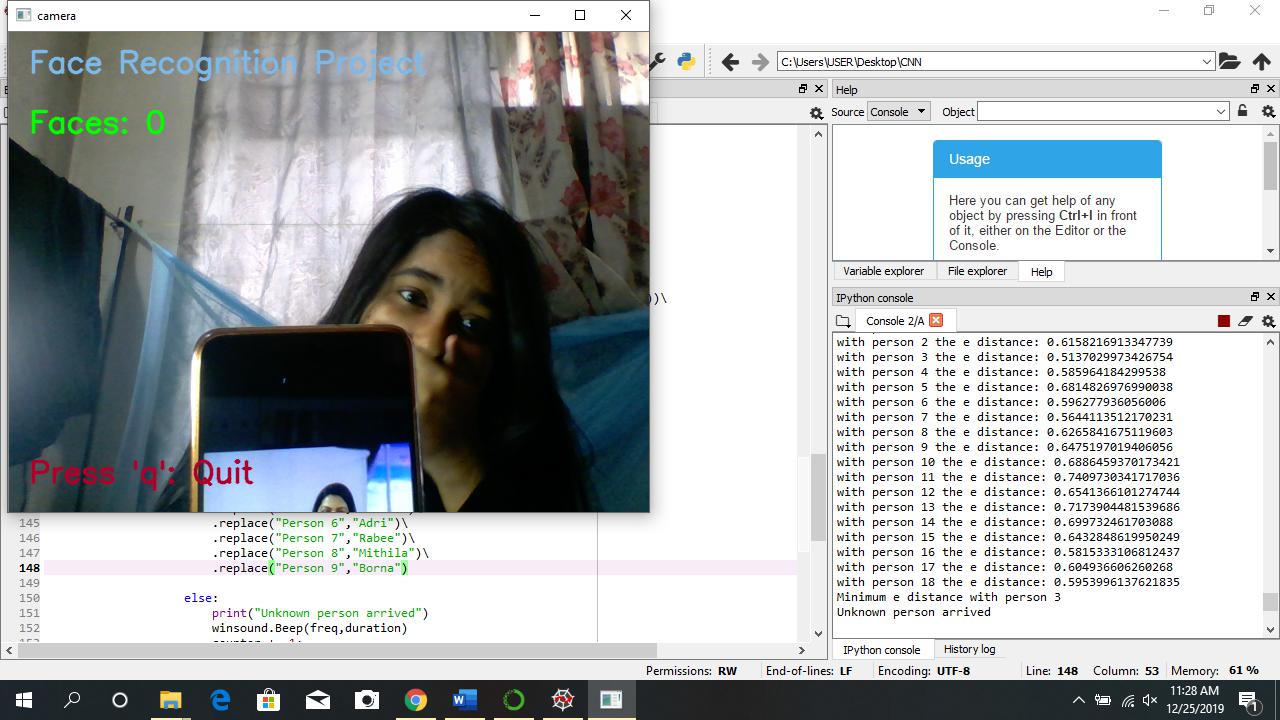 camera
Face Recognition Project
Faces: 0
Press 'q': Quit
C:\Users\USER\Desktop\CNN
))\
145 .replace("Person 6","Adri")\
146 .replace("Person 7","Rabee")\
147 .replace("Person 8","Mithila")\
148 .replace("Person 9","Borna")
149
150 else:
151 print("Unknown person arrived")
152 winsound.Beep(freq,duration)
Help
Source Console Object
Usage
Here you can get help of any
object by pressing Ctrl+I in front
of it, either on the Editor or the
Console.
Variable explorer File explorer Help
IPython console
Console 2/A
with person 2 the e distance: 0.6158216913347739
with person 3 the e distance: 0.5137029973426754
with person 4 the e distance: 0.585964184299538
with person 5 the e distance: 0.6814826976990038
with person 6 the e distance: 0.596277936056006
with person 7 the e distance: 0.5644113512170231
with person 8 the e distance: 0.6265841675119603
with person 9 the e distance: 0.6475197019406056
with person 10 the e distance: 0.6886459370173421
with person 11 the e distance: 0.7409730341717036
with person 12 the e distance: 0.6541366101274744
with person 13 the e distance: 0.7173904481539686
with person 14 the e distance: 0.695732461703088
with person 15 the e distance: 0.6432848619950249
with person 16 the e distance: 0.5815357106812437
with person 17 the e distance: 0.604951606260268
with person 18 the e distance: 0.5953996137621835
Minimum e distance with person 3
Unknown person arrived
IPython console History log
Permissions: RW End-of-lines: LF Encoding: UTF-8 Line: 148 Column: 53 Memory: 61 %
11:28 AM
12/25/2019
1